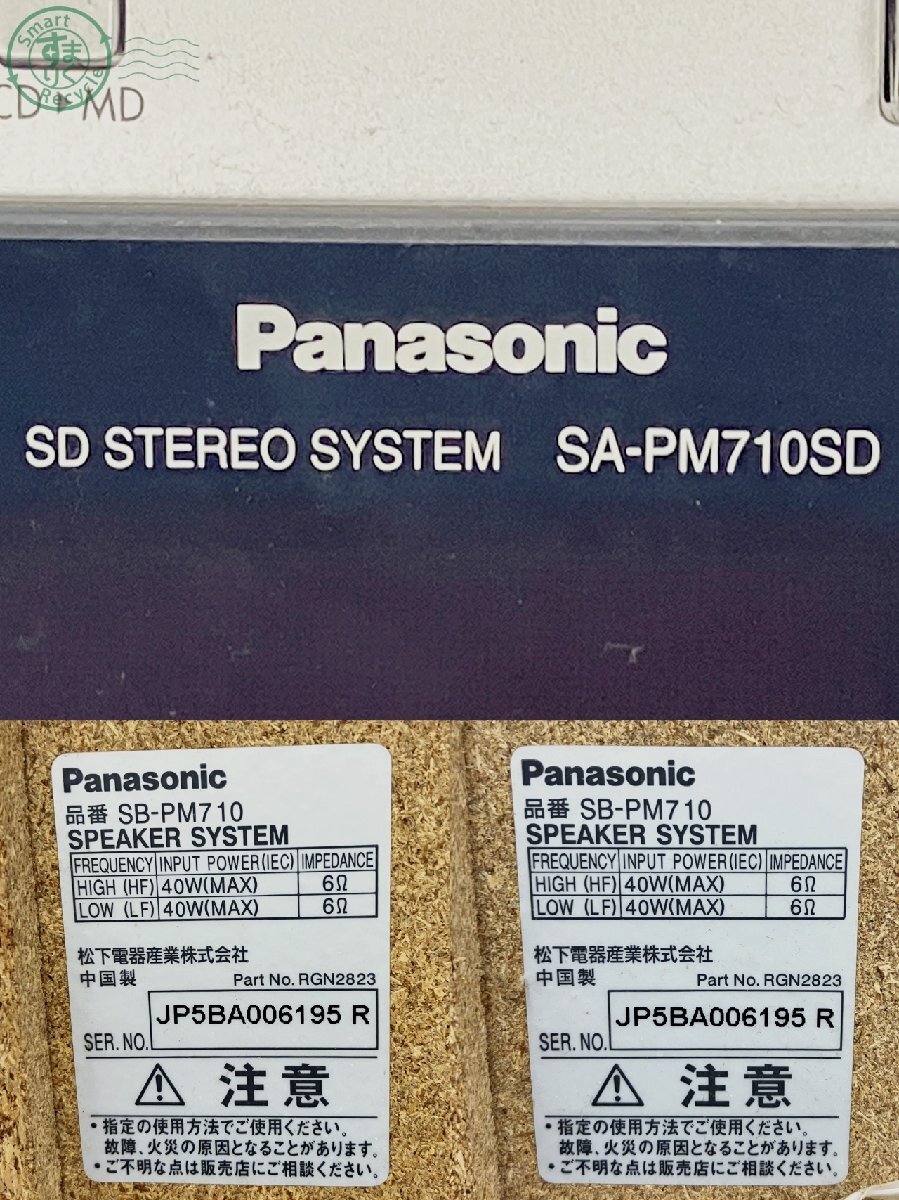 Smart
すまりく
Recycle
CD▸MD
Panasonic
SD STEREO SYSTEM SA-PM710SD
Panasonic
品番 SB-PM710
SPEAKER SYSTEM
FREQUENCY INPUT POWER(IEC) IMPEDANCE
HIGH (HF) 40W(MAX) 6Ω
LOW (LF) 40W(MAX) 6Ω
松下電器産業株式会社
中国製 Part No. RGN2823
SER. NO. JP5BA006195 R
⚠ 注意
・指定の使用方法でご使用ください。
故障、火災の原因となることがあります。
・ご不明な点は販売店にご相談ください。
Panasonic
品番 SB-PM710
SPEAKER SYSTEM
FREQUENCY INPUT POWER(IEC) IMPEDANCE
HIGH (HF) 40W(MAX) 6Ω
LOW (LF) 40W(MAX) 6Ω
松下電器産業株式会社
中国製 Part No. RGN2823
SER. NO. JP5BA006195 R
⚠ 注意
・指定の使用方法でご使用ください。
故障、火災の原因となることがあります。
・ご不明な点は販売店にご相談ください。